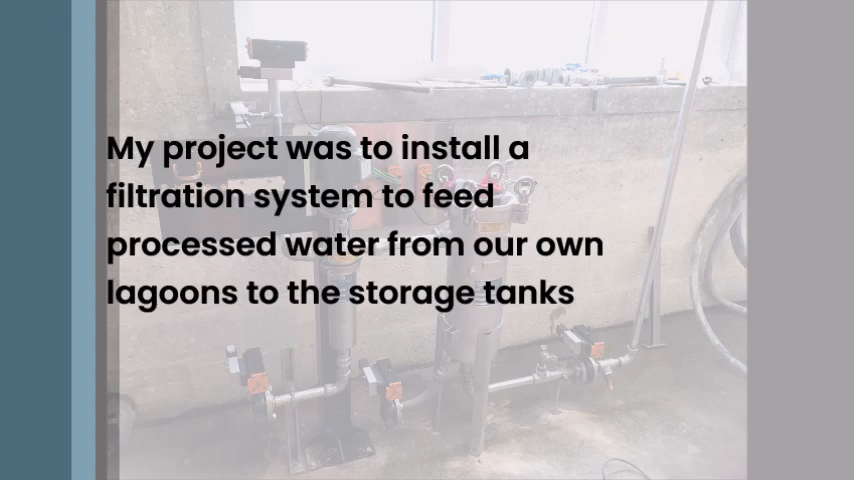 My project was to install a
filtration system to feed
processed water from our own
lagoons to the storage tanks